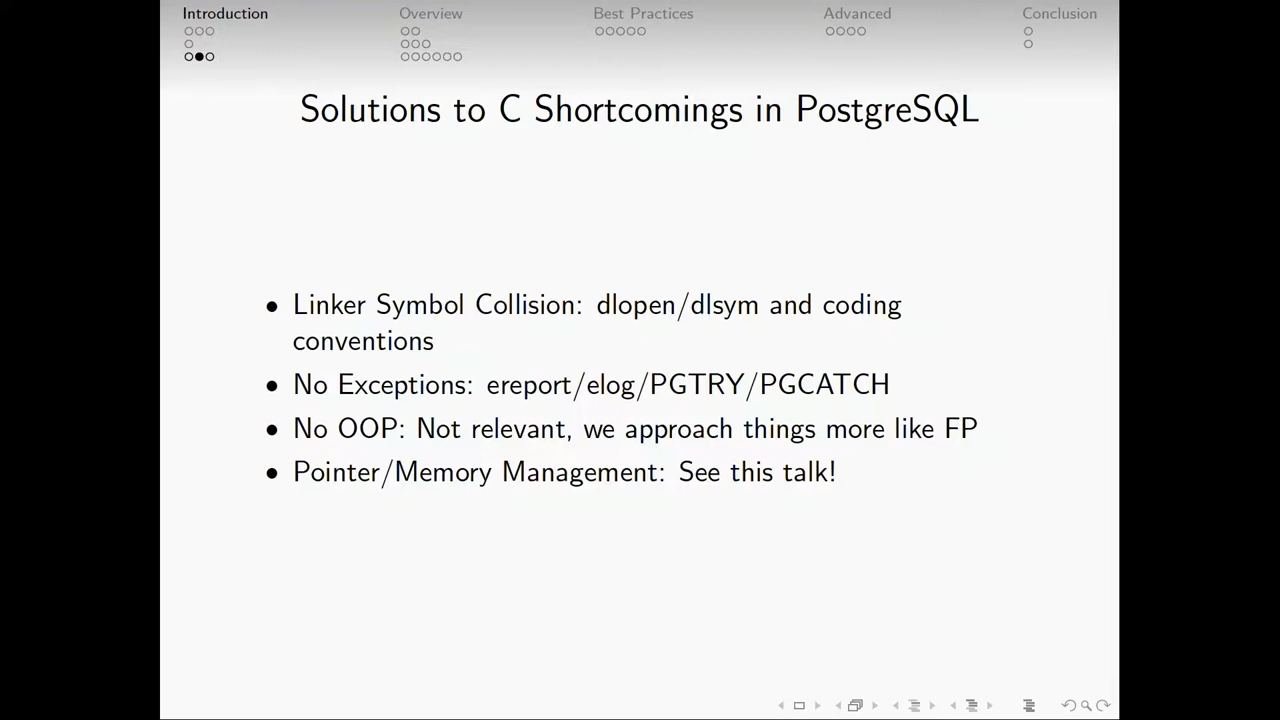 Introduction Overview Best Practices Advanced Conclusion
Solutions to C Shortcomings in PostgreSQL
• Linker Symbol Collision: dlopen/dlsym and coding
conventions
• No Exceptions: ereport/elog/PGTRY/PGCATCH
• No OOP: Not relevant, we approach things more like FP
• Pointer/Memory Management: See this talk!